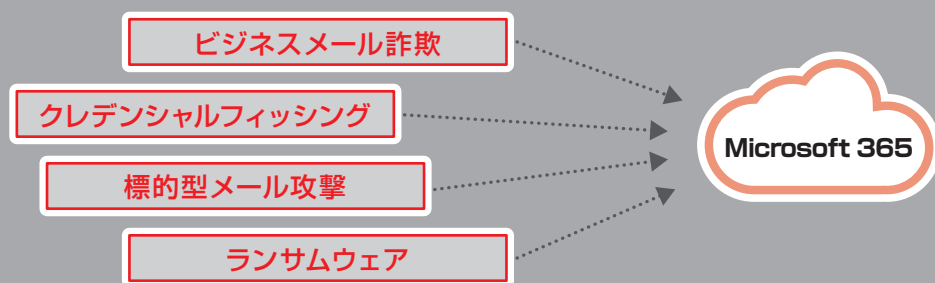 ビジネスメール詐欺
クレデンシャルフィッシング
標的型メール攻撃
ランサムウェア
Microsoft 365